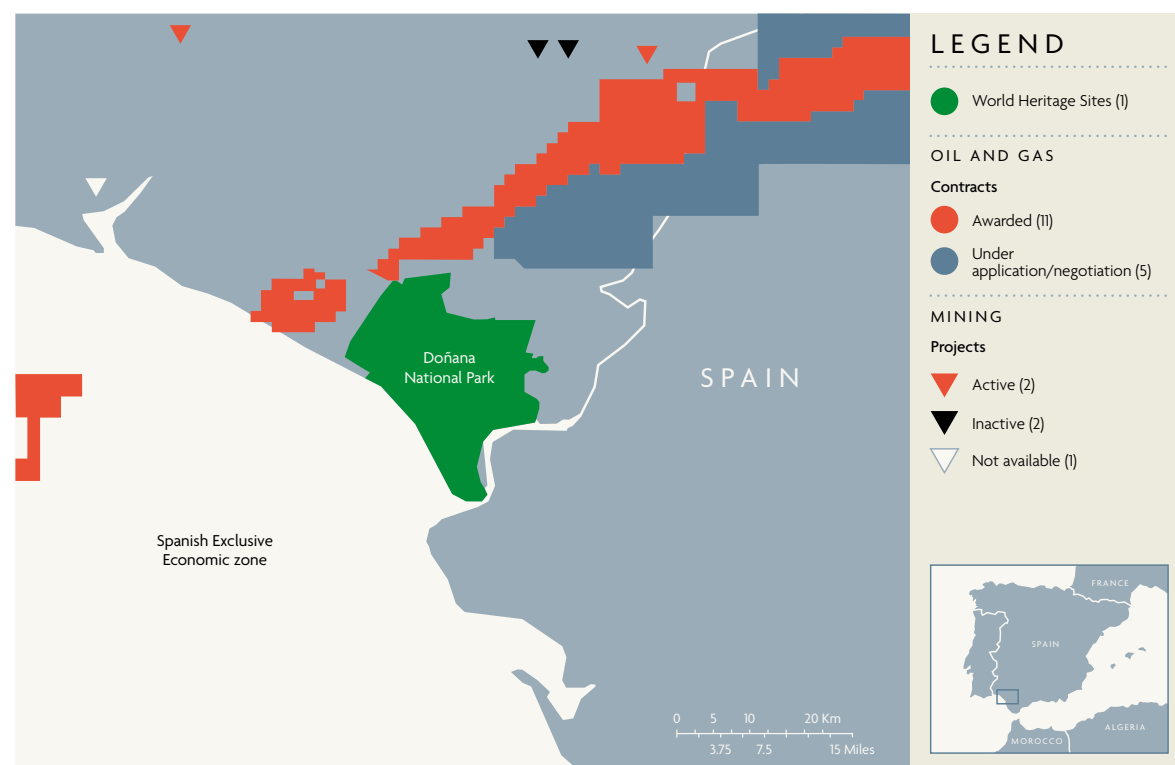 Doñana
National Park
SPAIN
Spanish Exclusive
Economic zone
0 5 10 20 Km
3.75 7.5 15 Miles
LEGEND
World Heritage Sites (1)
OIL AND GAS
Contracts
Awarded (11)
Under
application/negotiation (5)
MINING
Projects
Active (2)
Inactive (2)
Not available (1)
FRANCE
SPAIN
ALGERIA
MOROCCO